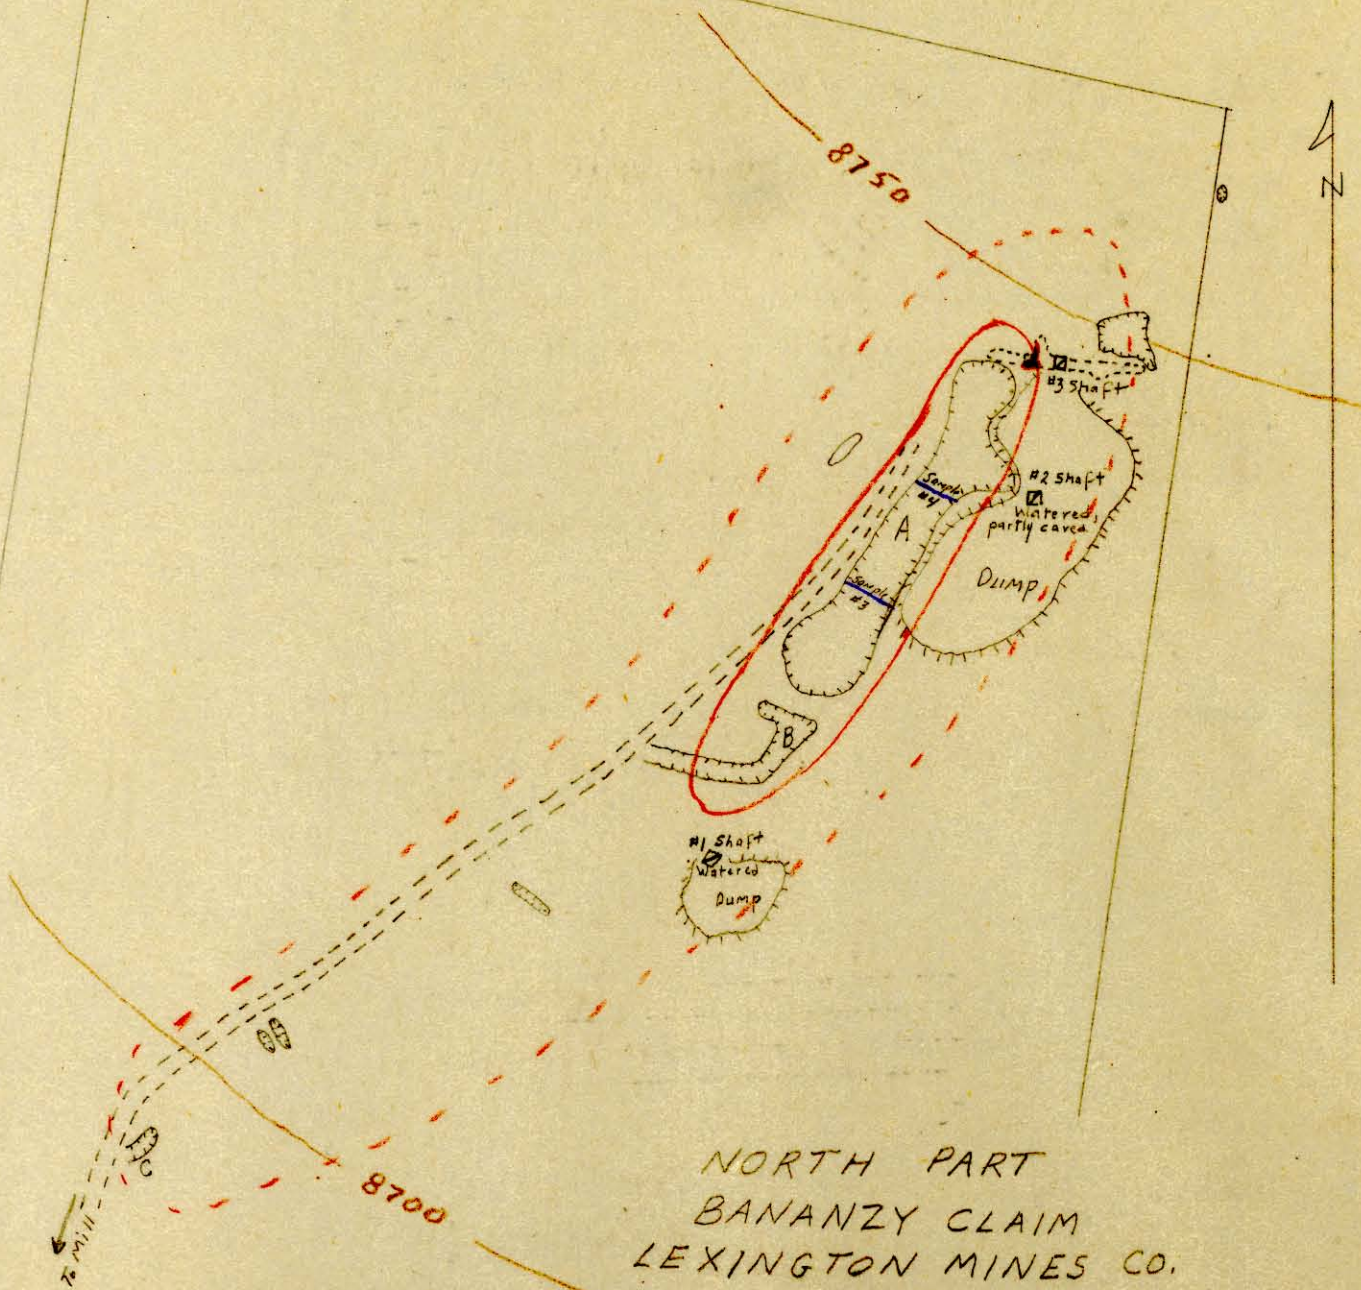 8750
N
#3 Shaft
Sample
#4
#2 Shaft
Watered,
partly caved
A
Dump
Sample
#3
B
#1 Shaft
Watered
Dump
C
8700
To Mill
NORTH PART
BANANZY CLAIM
LEXINGTON MINES CO.